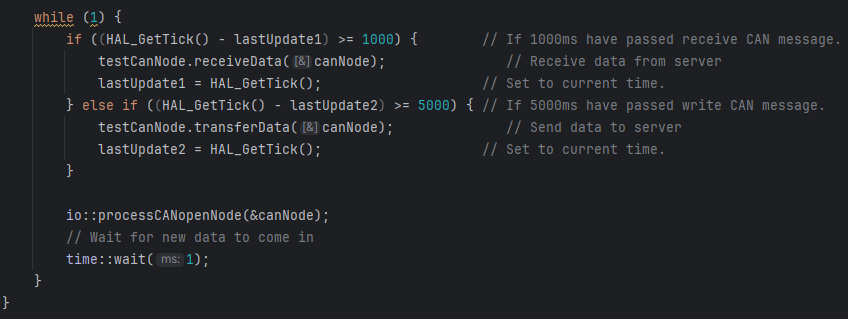 while (1) {
if ((HAL_GetTick() - lastUpdate1) >= 1000) { // If 1000ms have passed receive CAN message.
testCanNode.receiveData([&]canNode); // Receive data from server
lastUpdate1 = HAL_GetTick(); // Set to current time.
} else if ((HAL_GetTick() - lastUpdate2) >= 5000) { // If 5000ms have passed write CAN message.
testCanNode.transferData([&]canNode); // Send data to server
lastUpdate2 = HAL_GetTick(); // Set to current time.
}
io::processCANopenNode(&canNode);
// Wait for new data to come in
time::wait(ms:1);
}
}